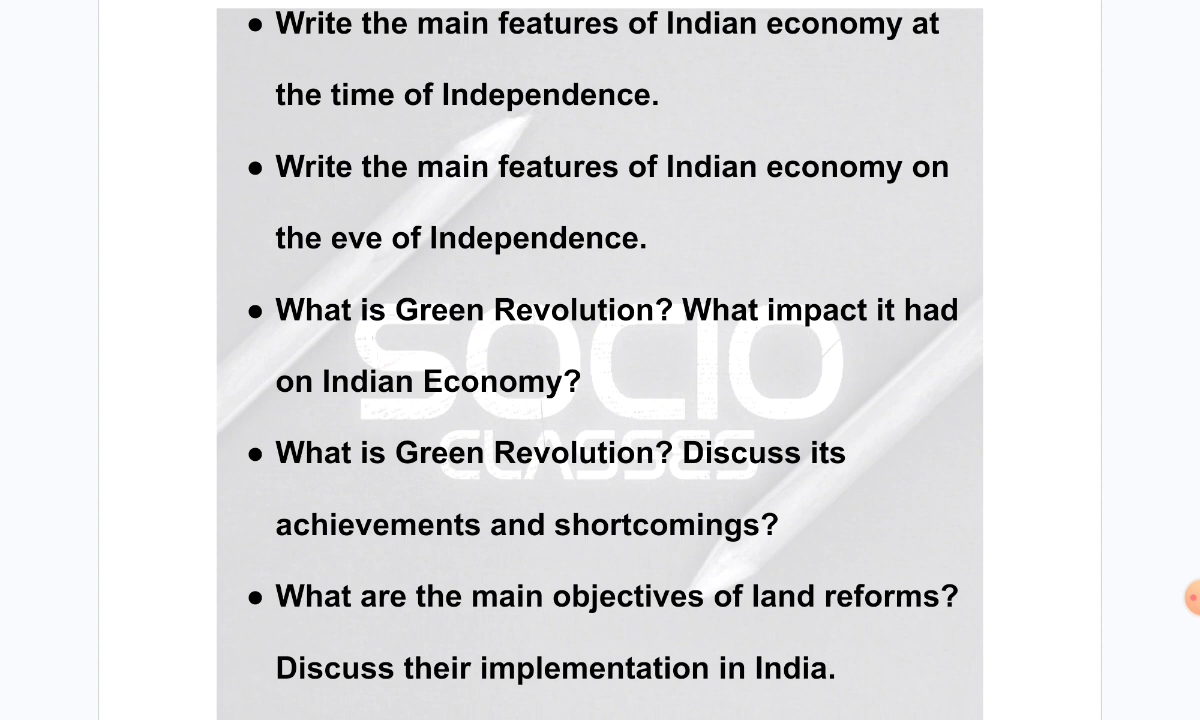 ● Write the main features of Indian economy at
the time of Independence.
● Write the main features of Indian economy on
the eve of Independence.
● What is Green Revolution? What impact it had
on Indian Economy?
● What is Green Revolution? Discuss its
achievements and shortcomings?
● What are the main objectives of land reforms?
Discuss their implementation in India.
SOCIO
CLASSES